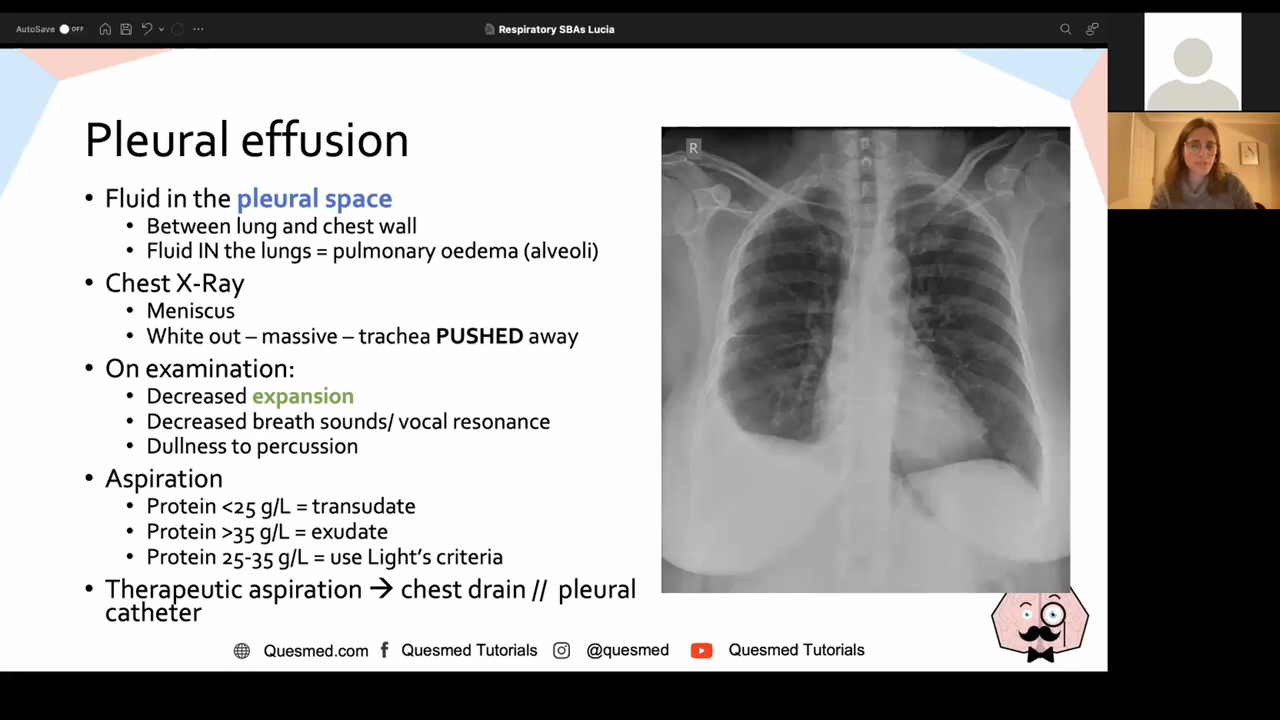 AutoSave OFF
Respiratory SBAs Lucia
Pleural effusion
• Fluid in the pleural space
• Between lung and chest wall
• Fluid IN the lungs = pulmonary oedema (alveoli)
• Chest X-Ray
• Meniscus
• White out – massive – trachea PUSHED away
• On examination:
• Decreased expansion
• Decreased breath sounds/ vocal resonance
• Dullness to percussion
• Aspiration
• Protein <25 g/L = transudate
• Protein >35 g/L = exudate
• Protein 25-35 g/L = use Light's criteria
• Therapeutic aspiration → chest drain // pleural
catheter
R
Quesmed.com Quesmed Tutorials @quesmed Quesmed Tutorials